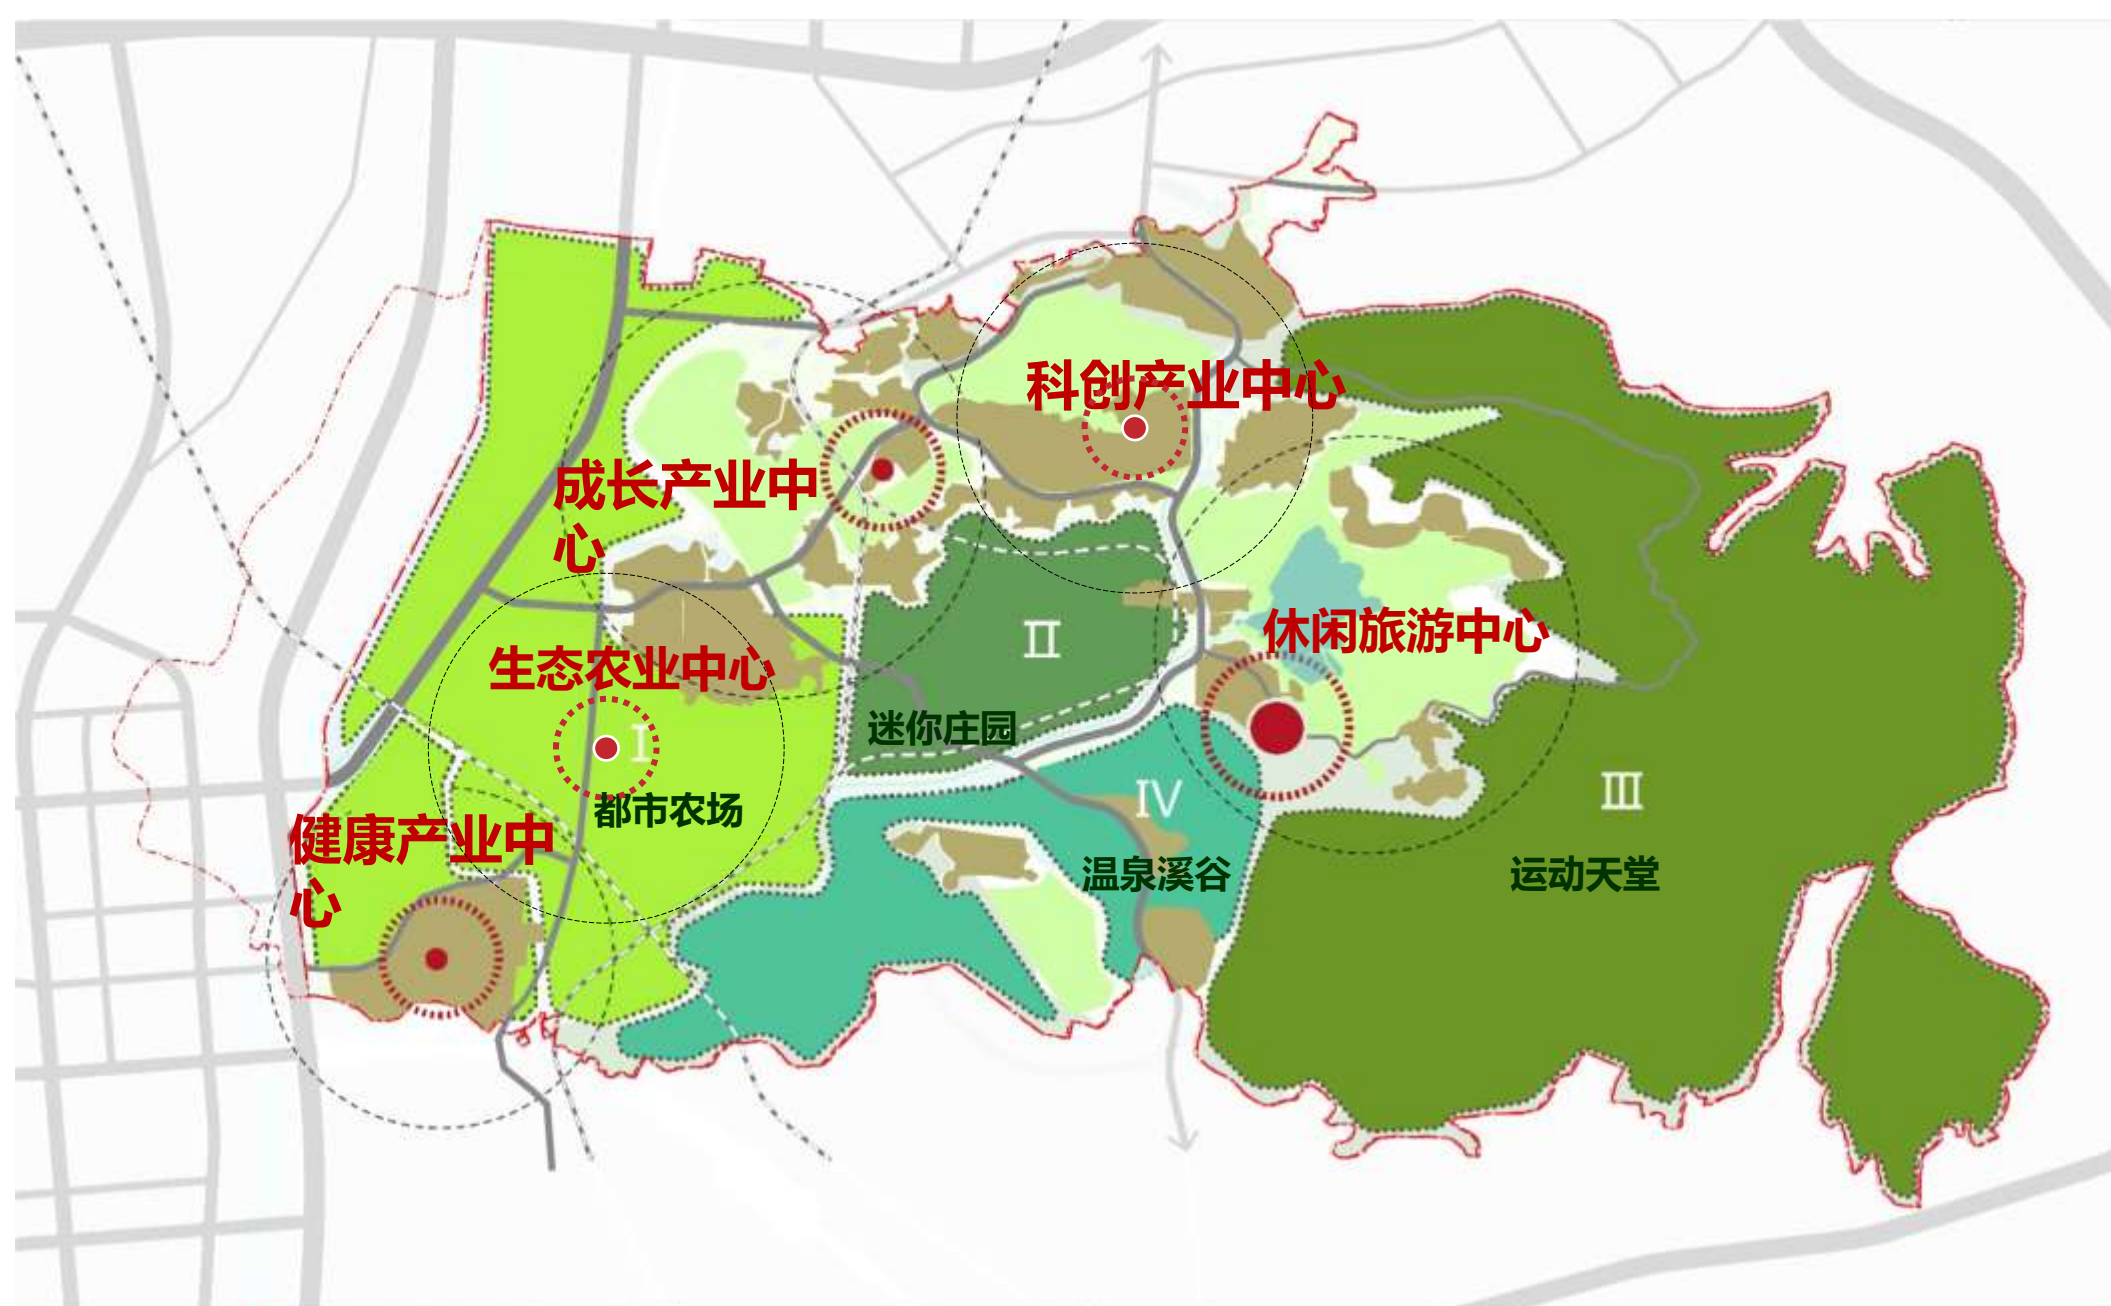 科创产业中心
成长产业中
心
休闲旅游中心
II
生态农业中心
迷你庄园
I
都市农场
III
IV
健康产业中
心
温泉溪谷
运动天堂